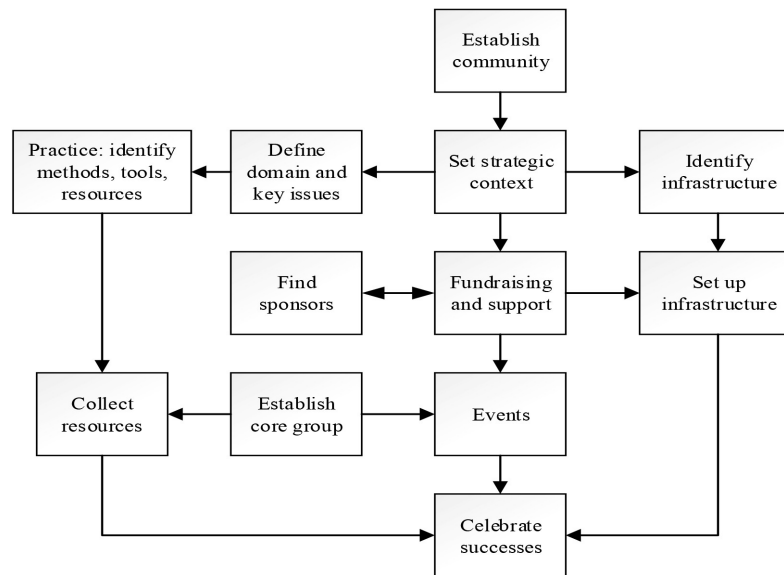 Establish
community
Practice: identify
methods, tools,
resources
Define
domain and
key issues
Set strategic
context
Identify
infrastructure
Find
sponsors
Fundraising
and support
Set up
infrastructure
Collect
resources
Establish
core group
Events
Celebrate
successes